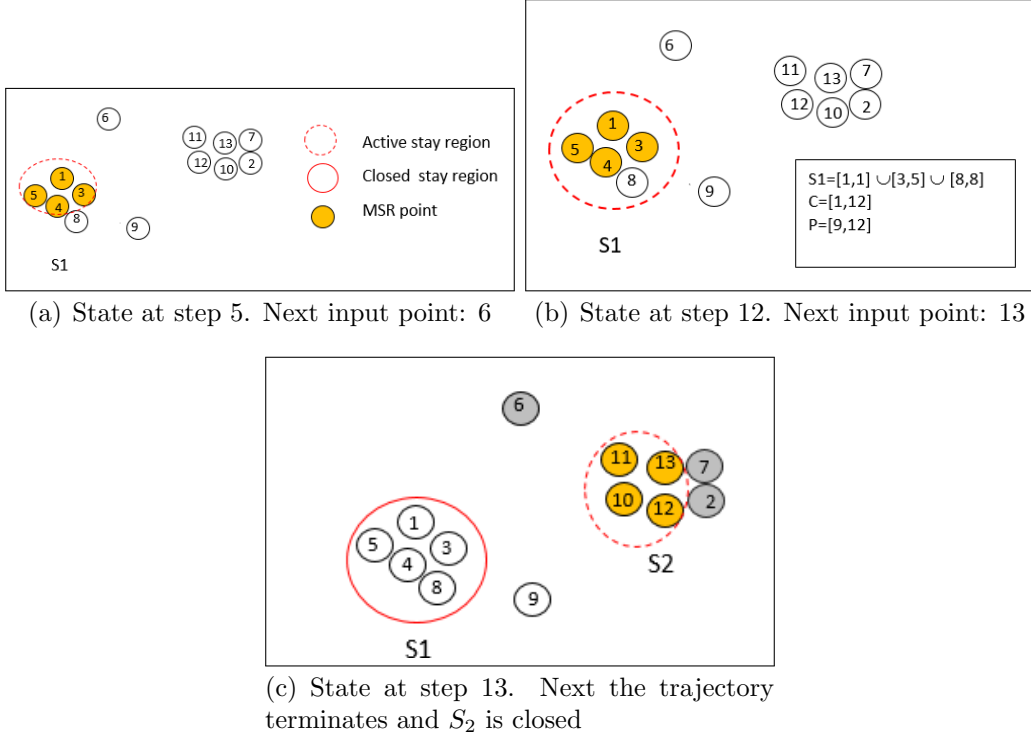 6
11
13
7
12
10
2
1
5
3
4
8
9
S1
Active stay region
Closed stay region
MSR point
(a) State at step 5. Next input point: 6
6
11
13
7
12
10
2
1
5
3
4
8
9
S1
S1=[1,1] ∪[3,5] ∪ [8,8]
C=[1,12]
P=[9,12]
(b) State at step 12. Next input point: 13
6
11
13
7
10
12
2
1
5
3
4
8
9
S2
S1
(c) State at step 13. Next the trajectory
terminates and S₂ is closed